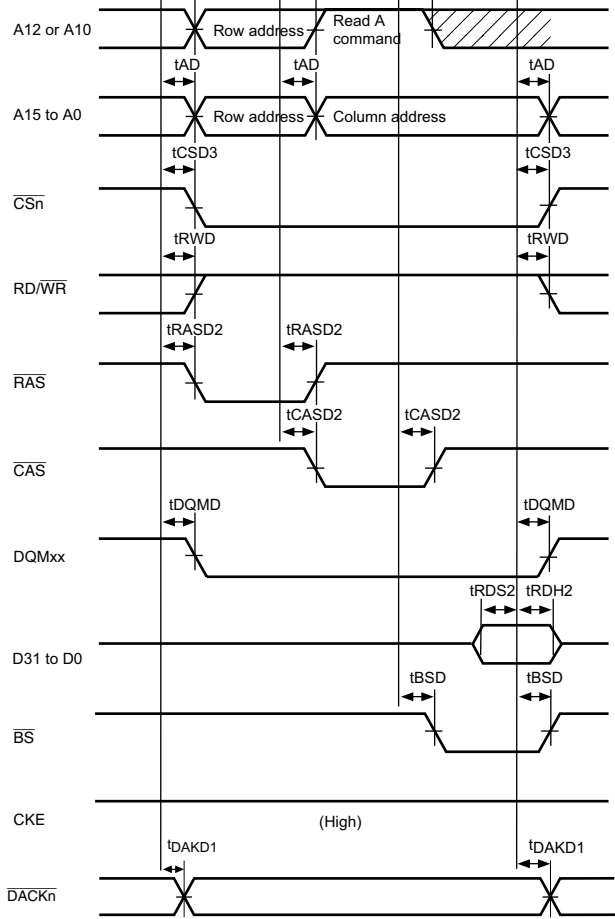 A12 or A10
Row address
Read A
command
tAD
tAD
tAD
A15 to A0
Row address
Column address
tCSD3
tCSD3
CSn
tRWD
tRWD
RD/WR
tRASD2
tRASD2
RAS
tCASD2
tCASD2
CAS
tDQMD
tDQMD
DQMxx
tRDS2
tRDH2
D31 to D0
tBSD
tBSD
BS
CKE
(High)
tDAKD1
tDAKD1
DACKn